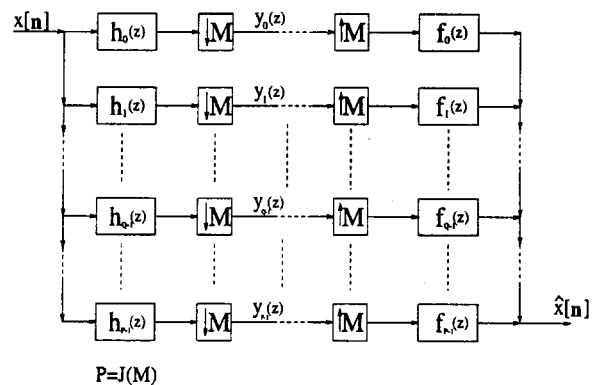 x[n] h₀(z) ↓M y₀(z) ↑M f₀(z)
h₁(z) ↓M y₁(z) ↑M f₁(z)
h_Q-1(z) ↓M y_Q-1(z) ↑M f_Q-1(z)
h_P-1(z) ↓M y_P-1(z) ↑M f_P-1(z) x̂[n]
P=J(M)